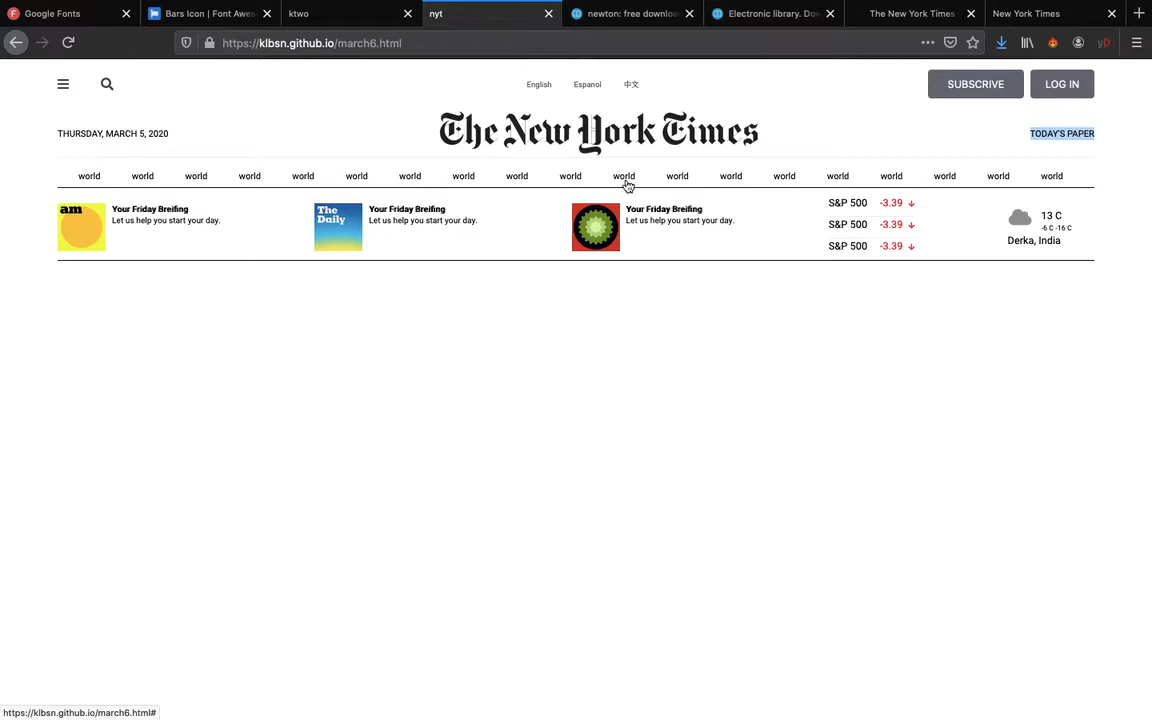 Google Fonts
Bars Icon | Font Awes
ktwo
nyt
newton: free downloa
Electronic library. Dow
The New York Times
New York Times
https://klbsn.github.io/march6.html
English Espanol 中文
SUBSCRIVE LOG IN
THURSDAY, MARCH 5, 2020
The New York Times
TODAY'S PAPER
world world world world world world world world world world world world world world world world world world world
am
Your Friday Breifing
Let us help you start your day.
The Daily
Your Friday Breifing
Let us help you start your day.
Your Friday Breifing
Let us help you start your day.
S&P 500 -3.39
S&P 500 -3.39
S&P 500 -3.39
13 C
-6 C -16 C
Derka, India
https://klbsn.github.io/march6.html#